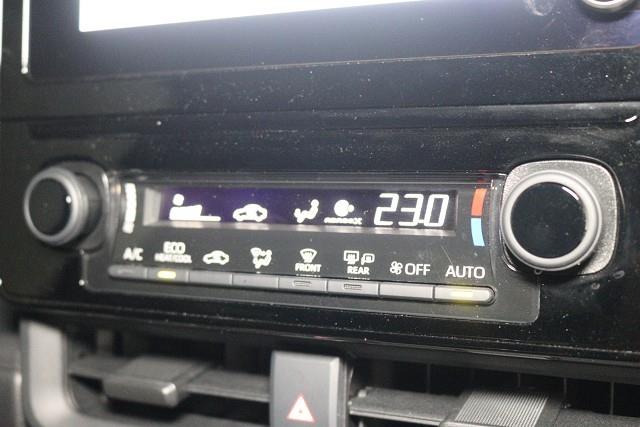 23.0
A/C
ECO
HEAT/COOL
FRONT
REAR
OFF
AUTO